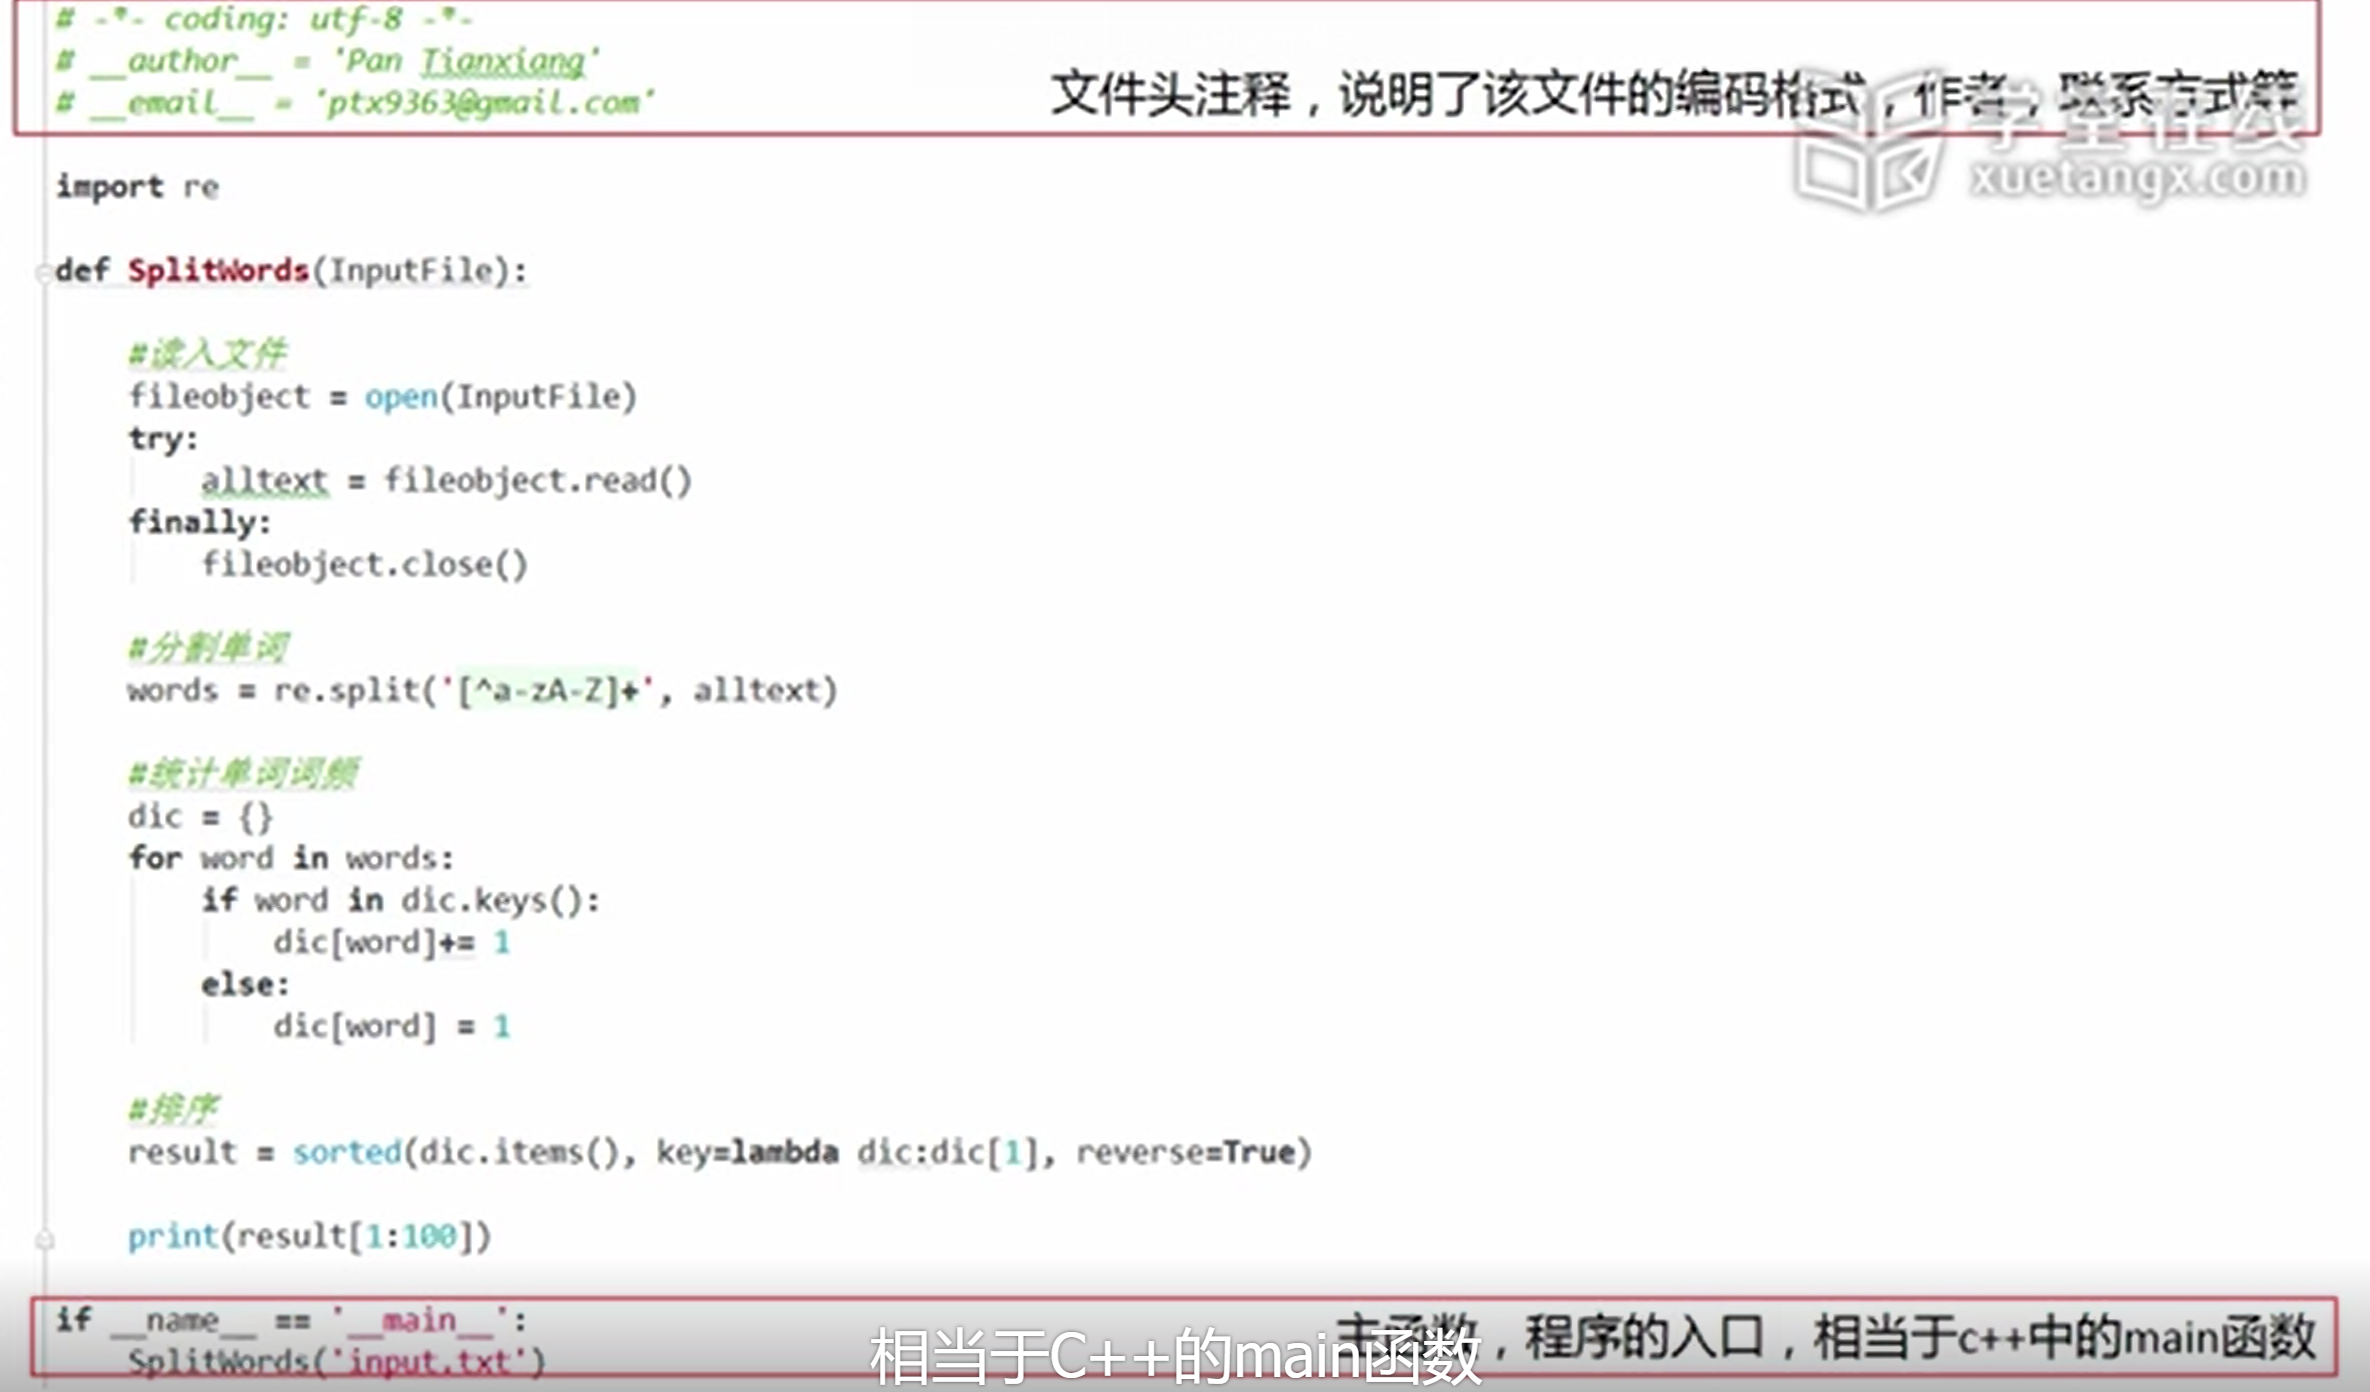 # -*- coding: utf-8 -*-
# __author__ = 'Pan Tianxiang'
# __email__ = 'ptx9363@gmail.com'
文件头注释，说明了该文件的编码格式，作者，联系方式等
学堂在线
xuetangx.com
import re
def SplitWords(InputFile):
#读入文件
fileobject = open(InputFile)
try:
alltext = fileobject.read()
finally:
fileobject.close()
#分割单词
words = re.split('[^a-zA-Z]+', alltext)
#统计单词词频
dic = {}
for word in words:
if word in dic.keys():
dic[word]+= 1
else:
dic[word] = 1
#排序
result = sorted(dic.items(), key=lambda dic:dic[1], reverse=True)
print(result[1:100])
if __name__ == '__main__':
主函数，程序的入口，相当于c++中的main函数
SplitWords('input.txt')
相当于C++的main函数